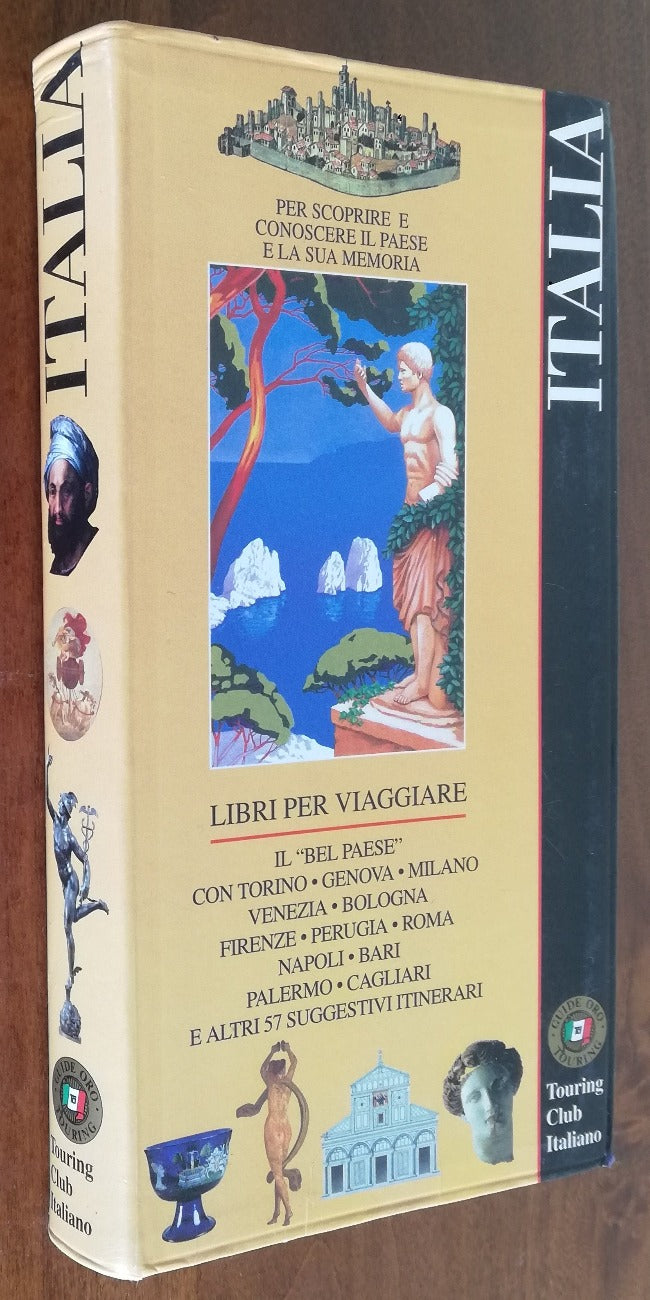 ITALIA
GUIDE ORO
TOURING
Touring
Club
Italiano
PER SCOPRIRE E
CONOSCERE IL PAESE
E LA SUA MEMORIA
LIBRI PER VIAGGIARE
IL “BEL PAESE”
CON TORINO • GENOVA • MILANO
VENEZIA • BOLOGNA
FIRENZE • PERUGIA • ROMA
NAPOLI • BARI
PALERMO • CAGLIARI
E ALTRI 57 SUGGESTIVI ITINERARI
ITALIA
GUIDE ORO
TOURING
Touring
Club
Italiano